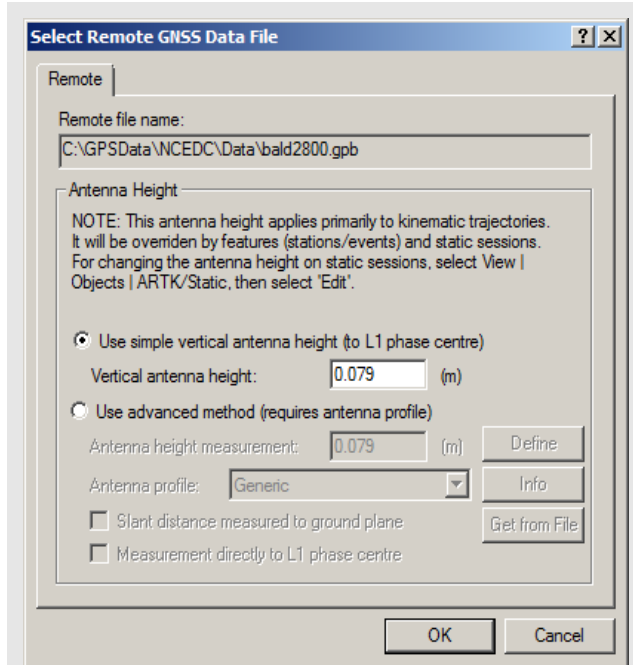 Select Remote GNSS Data File
Remote
Remote file name:
C:\GPSData\NCEDC\Data\bald2800.gpb
Antenna Height
NOTE: This antenna height applies primarily to kinematic trajectories.
It will be overriden by features (stations/events) and static sessions.
For changing the antenna height on static sessions, select View |
Objects | ARTK/Static, then select 'Edit'.
Use simple vertical antenna height (to L1 phase centre)
Vertical antenna height: 0.079 (m)
Use advanced method (requires antenna profile)
Antenna height measurement: 0.079 (m) Define
Antenna profile: Generic Info
Slant distance measured to ground plane Get from File
Measurement directly to L1 phase centre
OK Cancel